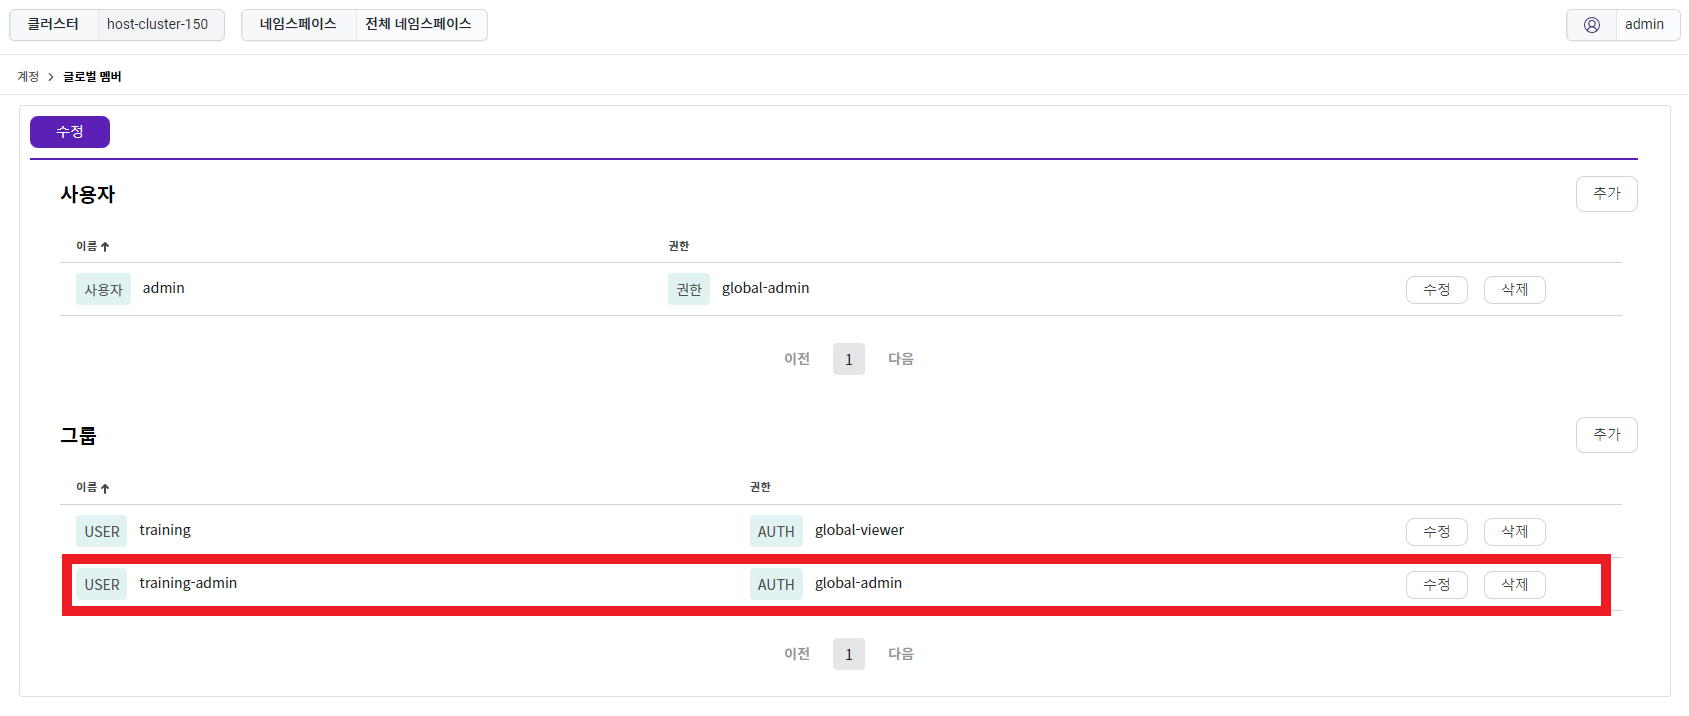 클러스터 host-cluster-150 네임스페이스 전체 네임스페이스 admin
계정 > 글로벌 멤버
수정
사용자 추가
이름 ↑ 권한
사용자 admin 권한 global-admin 수정 삭제
이전 1 다음
그룹 추가
이름 ↑ 권한
USER training AUTH global-viewer 수정 삭제
USER training-admin AUTH global-admin 수정 삭제
이전 1 다음